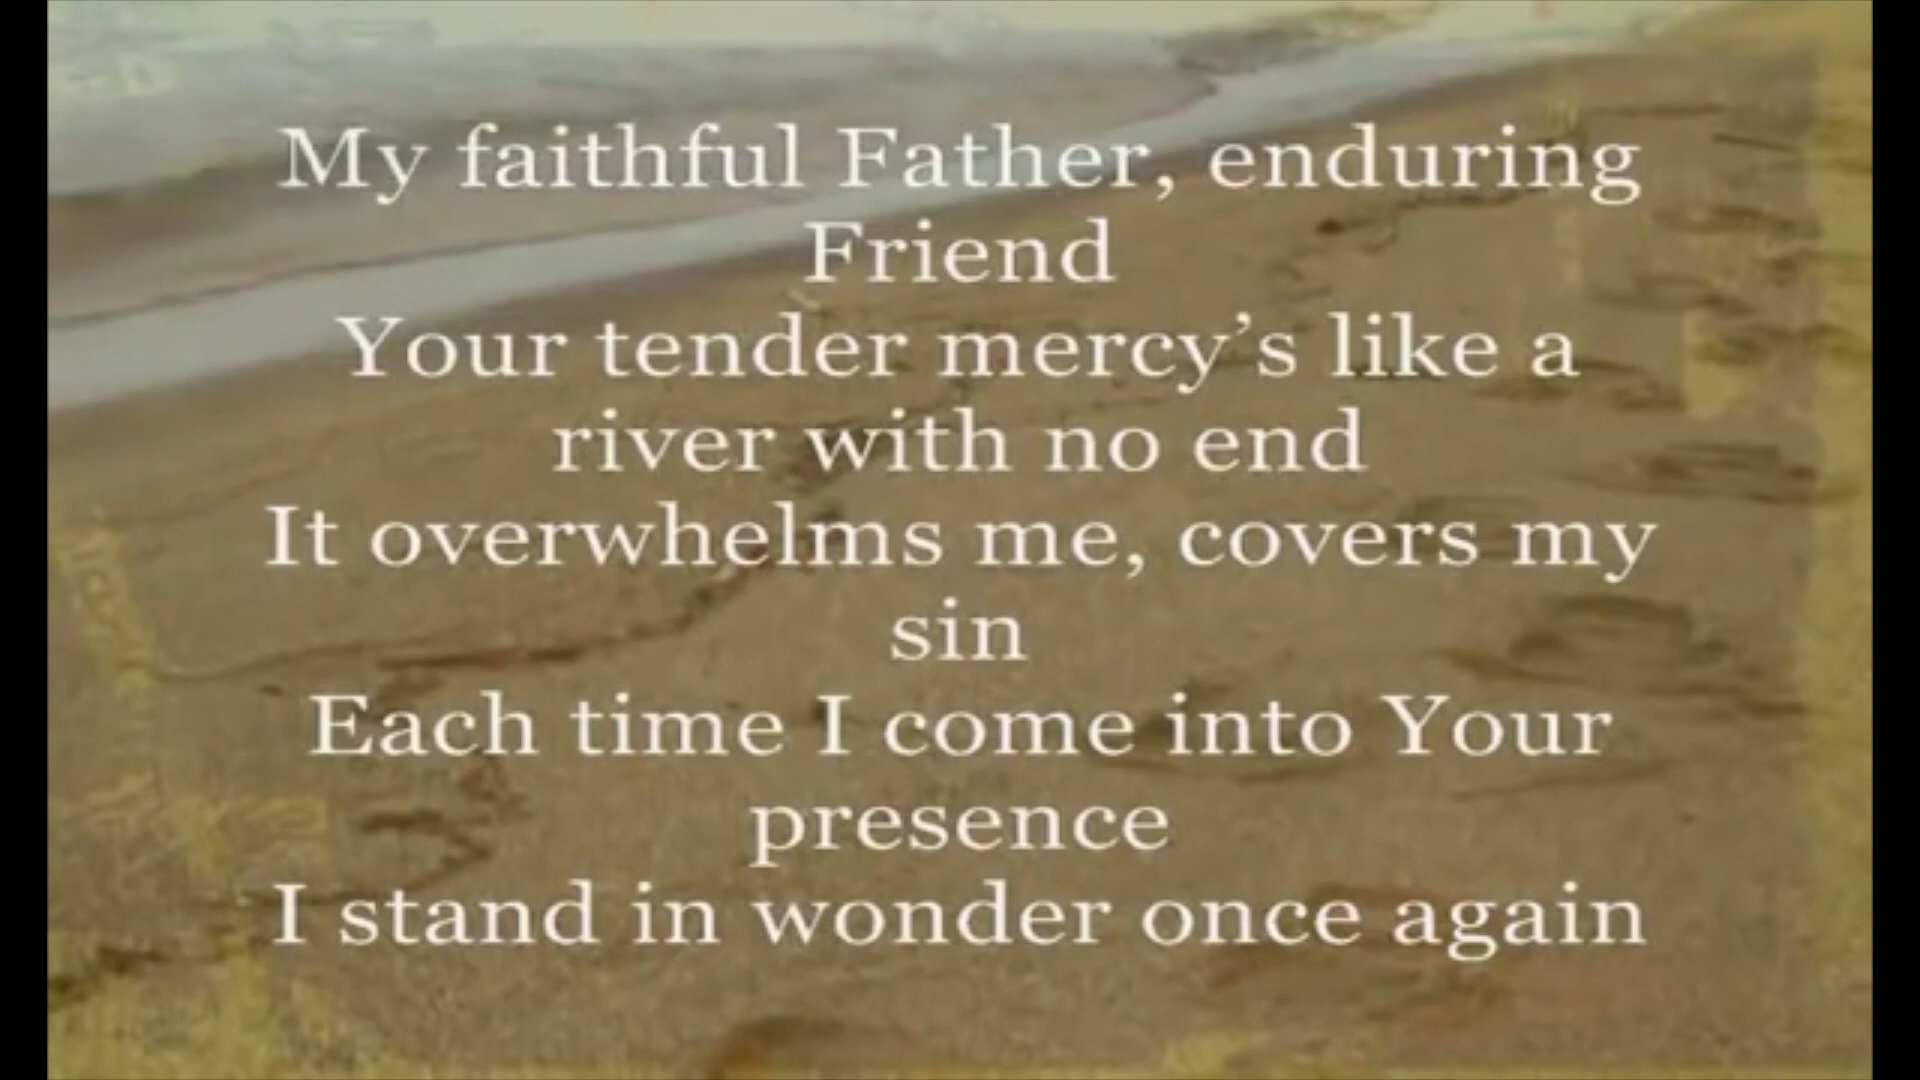 My faithful Father, enduring
Friend
Your tender mercy’s like a
river with no end
It overwhelms me, covers my
sin
Each time I come into Your
presence
I stand in wonder once again